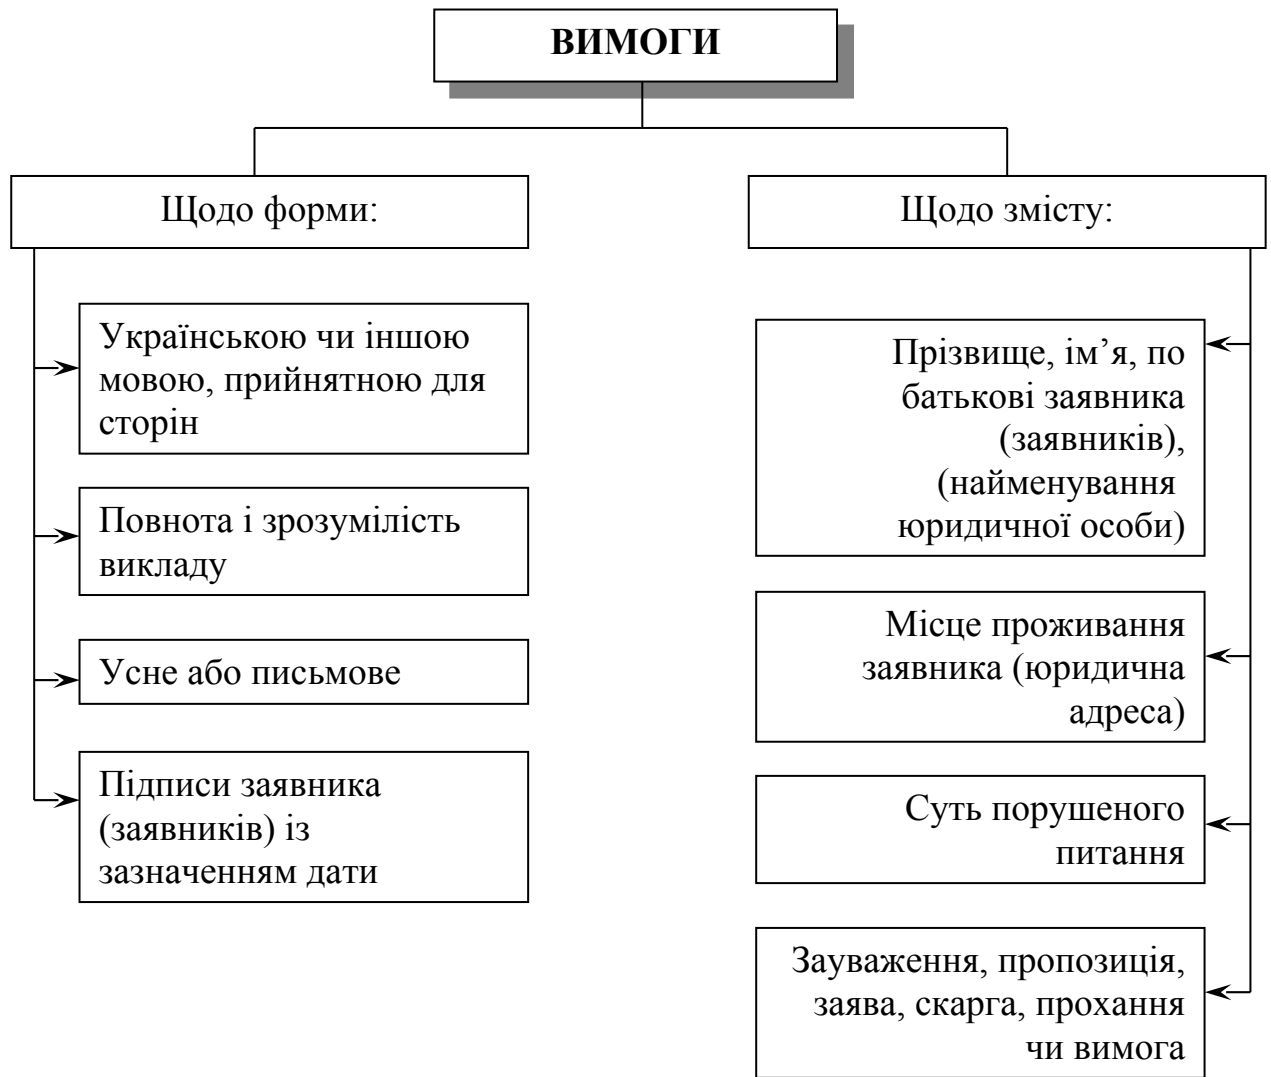 ВИМОГИ
Щодо форми:
Українською чи іншою
мовою, прийнятною для
сторін
Повнота і зрозумілість
викладу
Усне або письмове
Підписи заявника
(заявників) із
зазначенням дати
Щодо змісту:
Прізвище, ім’я, по
батькові заявника
(заявників),
(найменування
юридичної особи)
Місце проживання
заявника (юридична
адреса)
Суть порушеного
питання
Зауваження, пропозиція,
заява, скарга, прохання
чи вимога